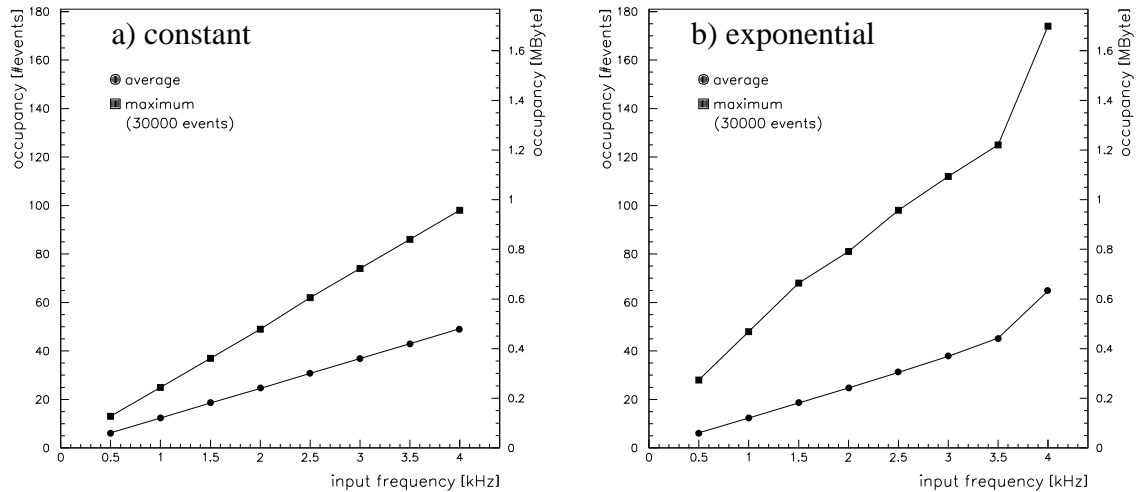 a) constant
average
maximum
(30000 events)
occupancy [#events]
180
160
140
120
100
80
60
40
20
0
occupancy [MByte]
1.6
1.4
1.2
1
0.8
0.6
0.4
0.2
0
0 0.5 1 1.5 2 2.5 3 3.5 4
input frequency [kHz]
b) exponential
average
maximum
(30000 events)
occupancy [#events]
180
160
140
120
100
80
60
40
20
0
occupancy [MByte]
1.6
1.4
1.2
1
0.8
0.6
0.4
0.2
0
0 0.5 1 1.5 2 2.5 3 3.5 4
input frequency [kHz]